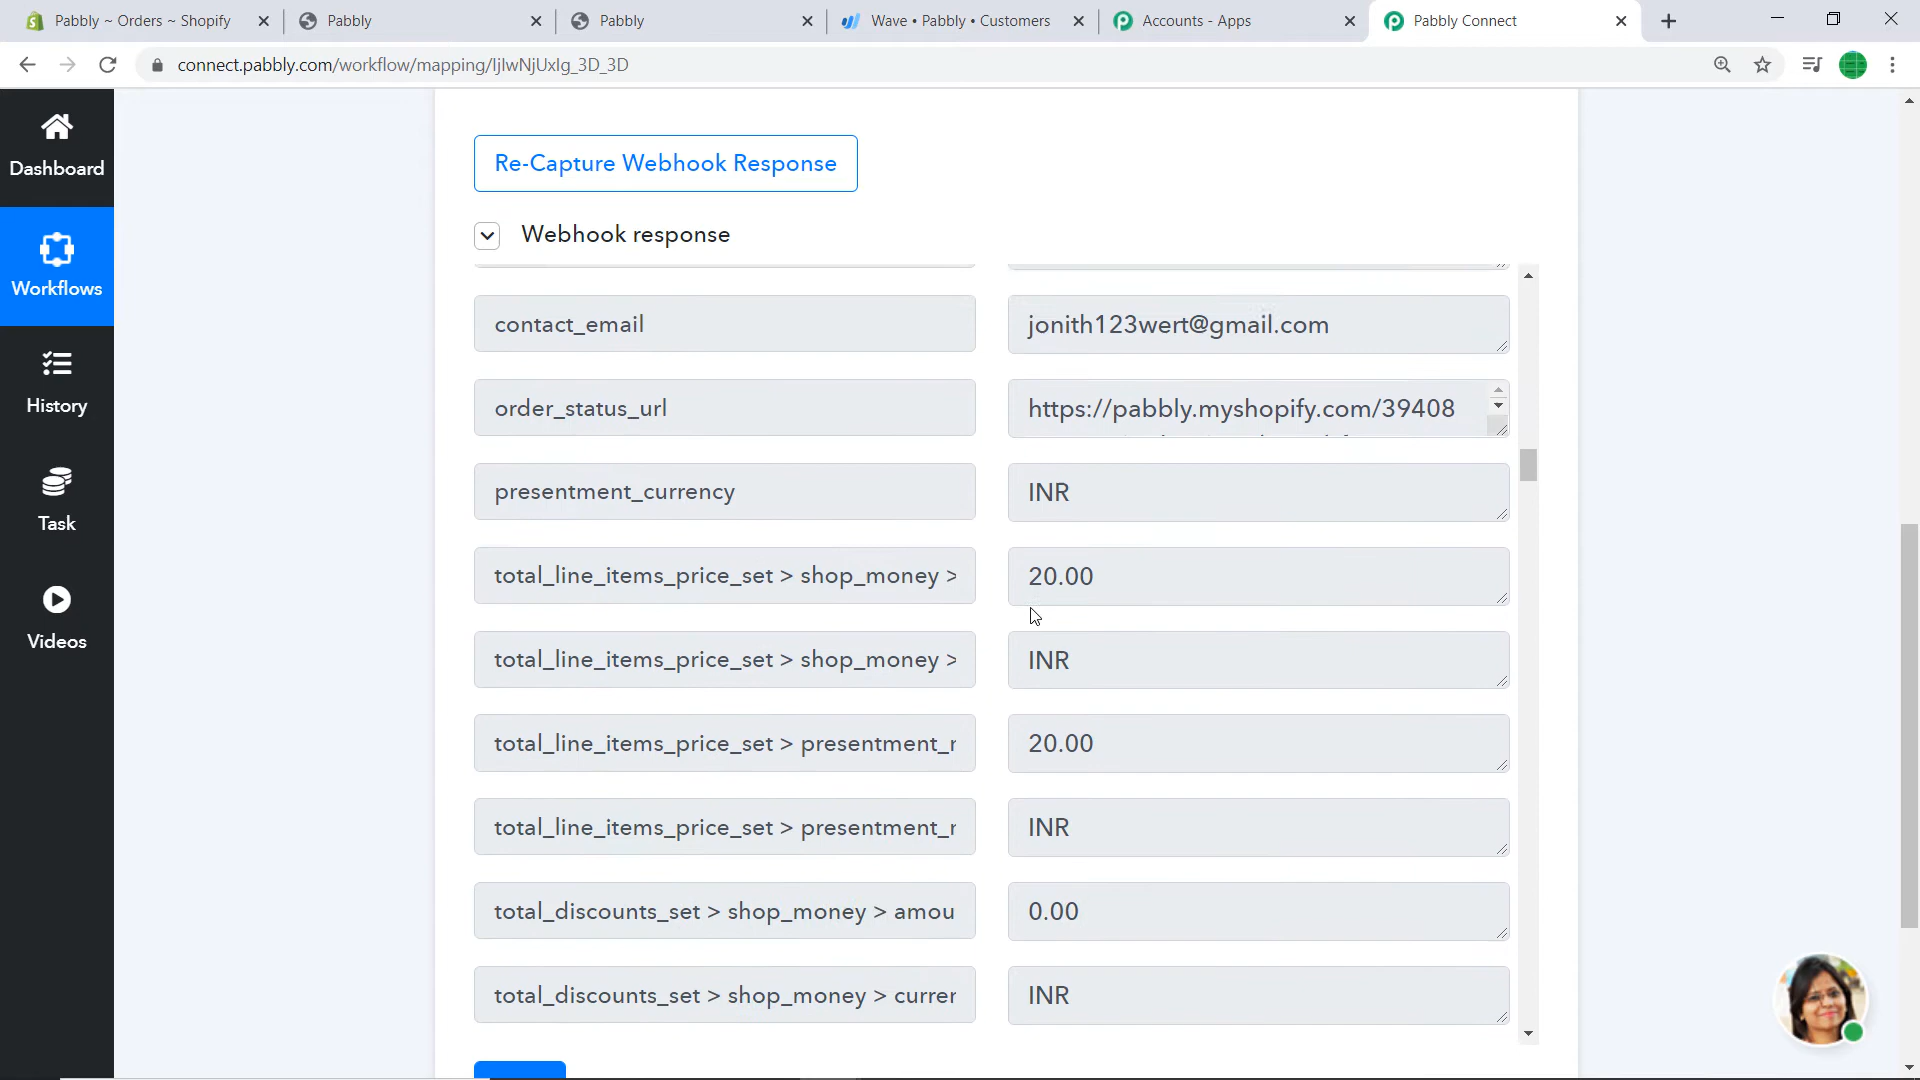 Pabbly ~ Orders ~ Shopify
Pabbly
Pabbly
Wave • Pabbly • Customers
Accounts - Apps
Pabbly Connect
connect.pabbly.com/workflow/mapping/IjIwNjUxIg_3D_3D
Dashboard
Workflows
History
Task
Videos
Re-Capture Webhook Response
Webhook response
contact_email
jonith123wert@gmail.com
order_status_url
https://pabbly.myshopify.com/39408
presentment_currency
INR
total_line_items_price_set > shop_money >
20.00
total_line_items_price_set > shop_money >
INR
total_line_items_price_set > presentment_r
20.00
total_line_items_price_set > presentment_r
INR
total_discounts_set > shop_money > amou
0.00
total_discounts_set > shop_money > currer
INR